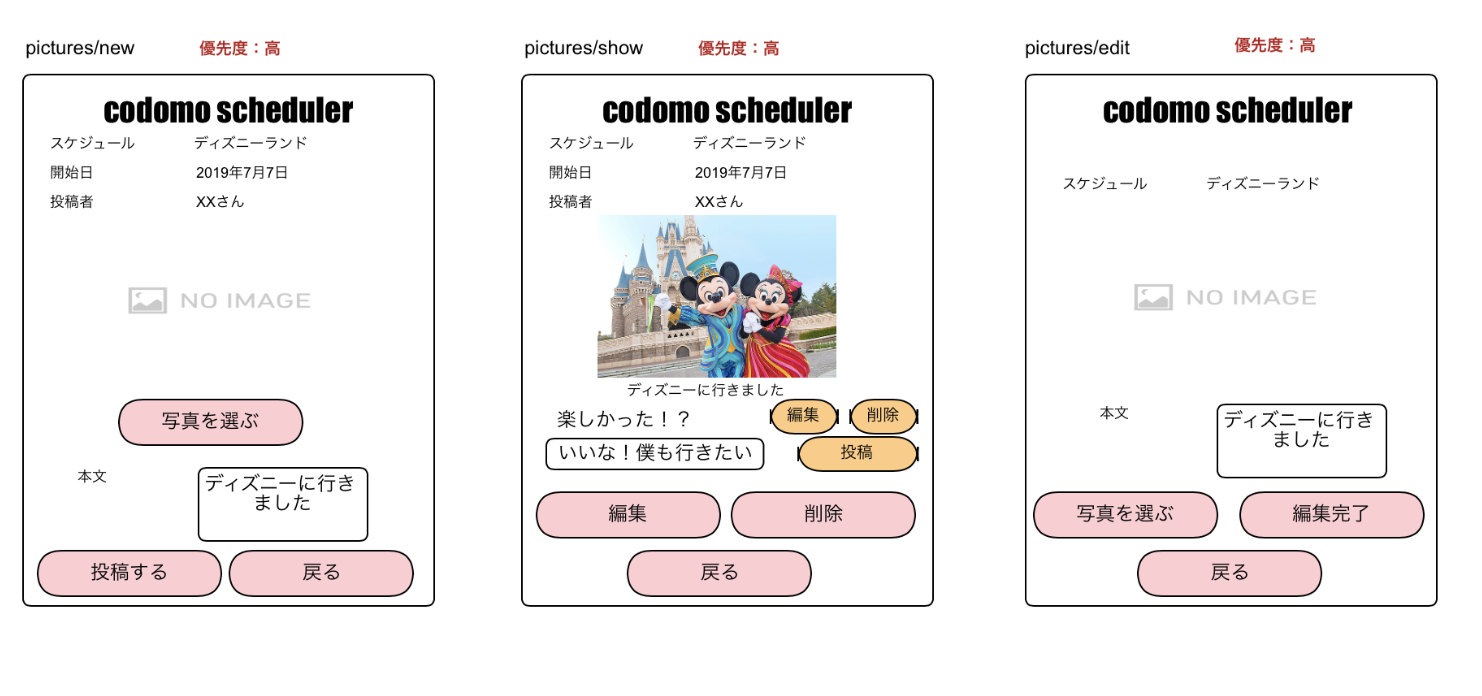 pictures/new
優先度：高
codomo scheduler
スケジュール
ディズニーランド
開始日
2019年7月7日
投稿者
XXさん
NO IMAGE
写真を選ぶ
本文
ディズニーに行き
ました
投稿する
戻る
pictures/show
優先度：高
codomo scheduler
スケジュール
ディズニーランド
開始日
2019年7月7日
投稿者
XXさん
ディズニーに行きました
楽しかった！？
編集
削除
いいな！僕も行きたい
投稿
編集
削除
戻る
pictures/edit
優先度：高
codomo scheduler
スケジュール
ディズニーランド
NO IMAGE
本文
ディズニーに行き
ました
写真を選ぶ
編集完了
戻る